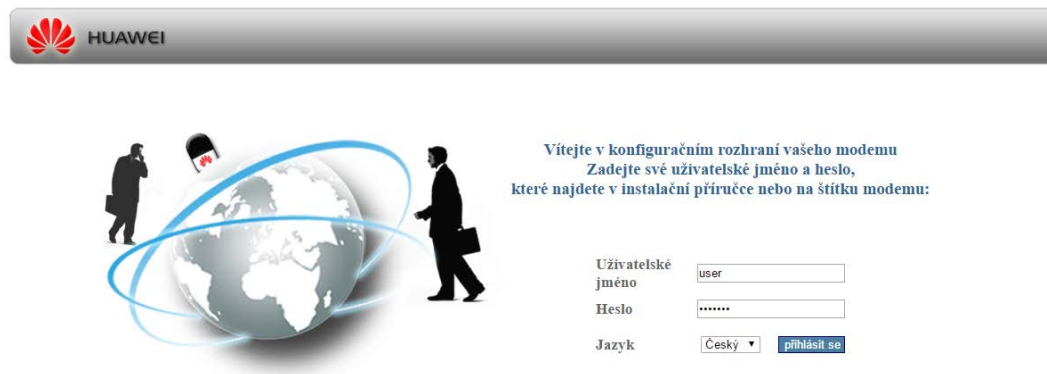 HUAWEI
Vítejte v konfiguračním rozhraní vašeho modemu
Zadejte své uživatelské jméno a heslo,
které najdete v instalační příručce nebo na štítku modemu:
Uživatelské
jméno
user
Heslo
•••••••
Jazyk
Český
přihlásit se